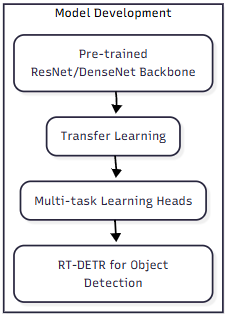 Model Development
Pre-trained
ResNet/DenseNet Backbone
Transfer Learning
Multi-task Learning Heads
RT-DETR for Object
Detection